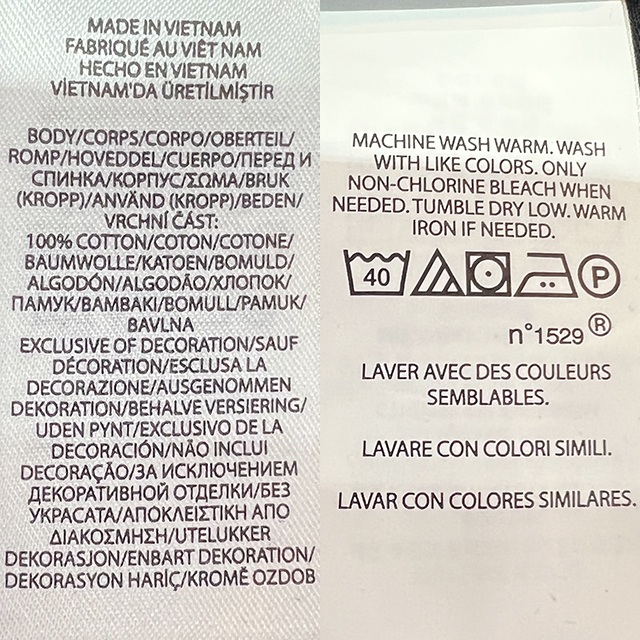 MADE IN VIETNAM
FABRIQUÉ AU VIÊT NAM
HECHO EN VIETNAM
VİETNAM'DA ÜRETİLMİŞTİR
BODY/CORPS/CORPO/OBERTEIL/
ROMP/HOVEDDEL/CUERPO/ПЕРЕД И
СПИНКА/КОРПУС/ΣΩΜΑ/BRUK
(KROPP)/ANVÄND (KROPP)/BEDEN/
VRCHNÍ ČÁST:
100% COTTON/COTON/COTONE/
BAUMWOLLE/KATOEN/BOMULD/
ALGODÓN/ALGODÃO/ХЛОПОК/
ПАМУК/ΒΑΜΒΑΚΙ/BOMULL/PAMUK/
BAVLNA
EXCLUSIVE OF DECORATION/SAUF
DÉCORATION/ESCLUSA LA
DECORAZIONE/AUSGENOMMEN
DEKORATION/BEHALVE VERSIERING/
UDEN PYNT/EXCLUSIVO DE LA
DECORACIÓN/NÃO INCLUI
DECORAÇÃO/ЗА ИСКЛЮЧЕНИЕМ
ДЕКОРАТИВНОЙ ОТДЕЛКИ/БЕЗ
УКРАСАТА/ΑΠΟΚΛΕΙΣΤΙΚΗ ΑΠΟ
ΔΙΑΚΟΣΜΗΣΗ/UTELUKKER
DEKORASJON/ENBART DEKORATION/
DEKORASYON HARİÇ/KROMĚ OZDOB
MACHINE WASH WARM. WASH
WITH LIKE COLORS. ONLY
NON-CHLORINE BLEACH WHEN
NEEDED. TUMBLE DRY LOW. WARM
IRON IF NEEDED.
40 P
n°1529®
LAVER AVEC DES COULEURS
SEMBLABLES.
LAVARE CON COLORI SIMILI.
LAVAR CON COLORES SIMILARES.